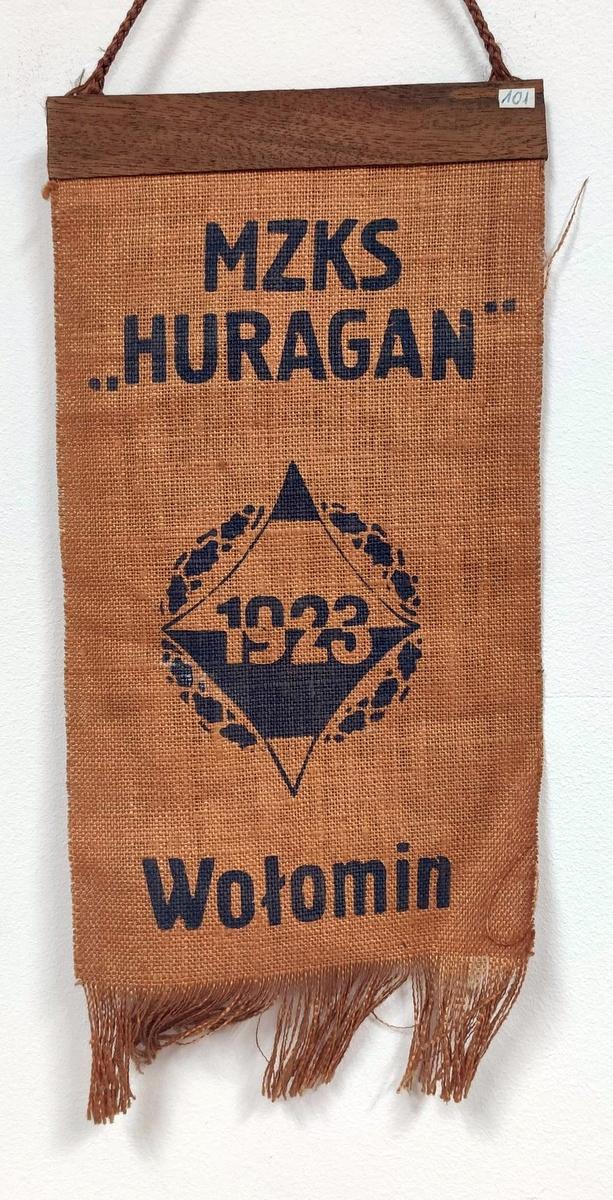 101
MZKS
„HURAGAN”
1923
Wołomin